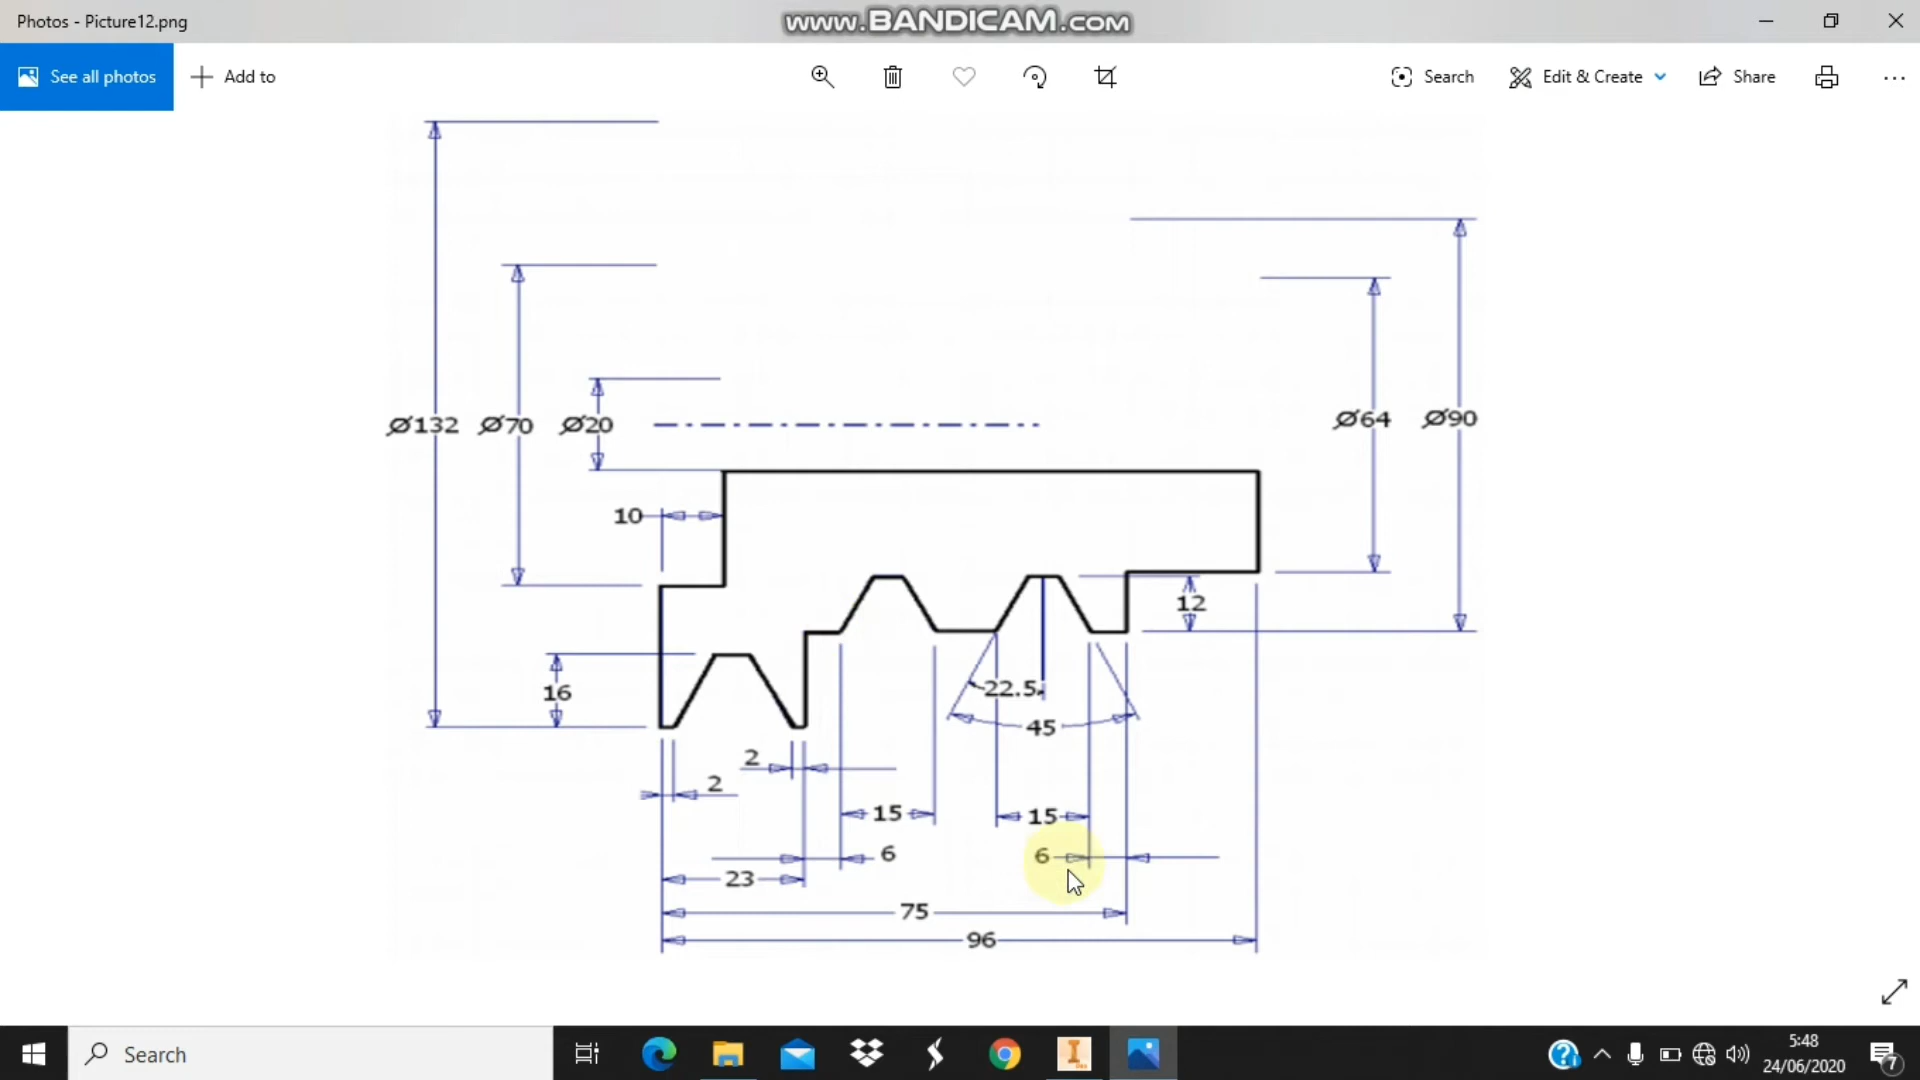 Photos - Picture12.png
www.BANDICAM.com
See all photos
Add to
Search
Edit & Create
Share
Ø132
Ø70
Ø20
Ø64
Ø90
10
12
16
22.5
45
2
2
15
15
6
6
23
75
96
Search
5:48
24/06/2020
7